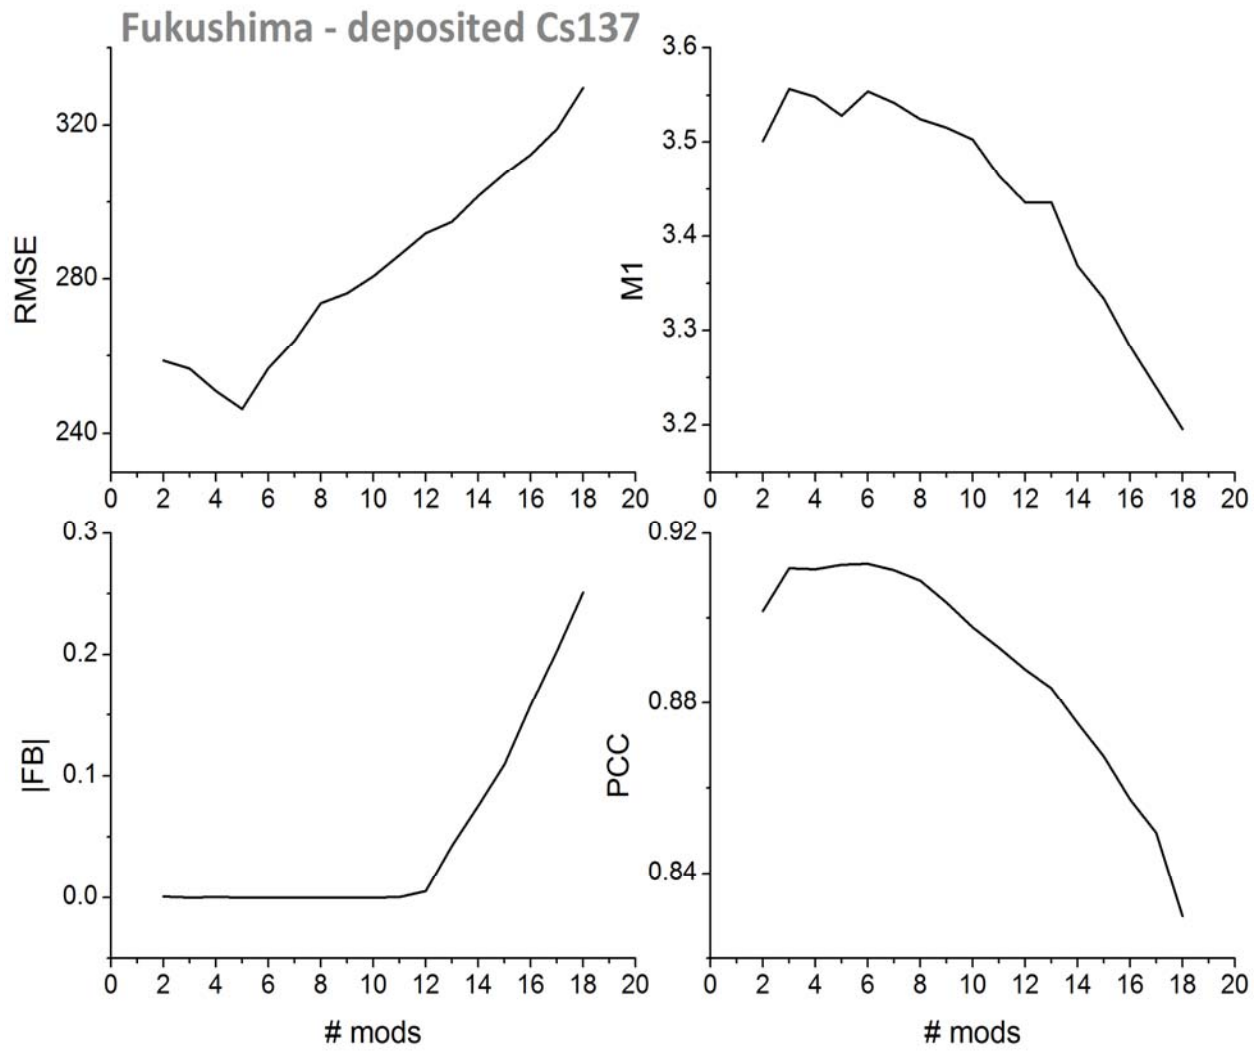 Fukushima - deposited Cs137
RMSE
320
280
240
0 2 4 6 8 10 12 14 16 18 20
M1
3.6
3.5
3.4
3.3
3.2
0 2 4 6 8 10 12 14 16 18 20
|FB|
0.3
0.2
0.1
0.0
0 2 4 6 8 10 12 14 16 18 20
# mods
PCC
0.92
0.88
0.84
0 2 4 6 8 10 12 14 16 18 20
# mods